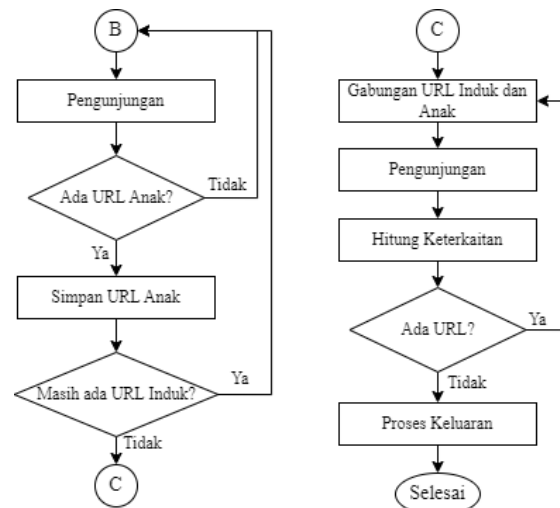 B
Pengunjungan
Ada URL Anak?
Tidak
Ya
Simpan URL Anak
Masih ada URL Induk?
Ya
Tidak
C
C
Gabungan URL Induk dan
Anak
Pengunjungan
Hitung Keterkaitan
Ada URL?
Ya
Tidak
Proses Keluaran
Selesai